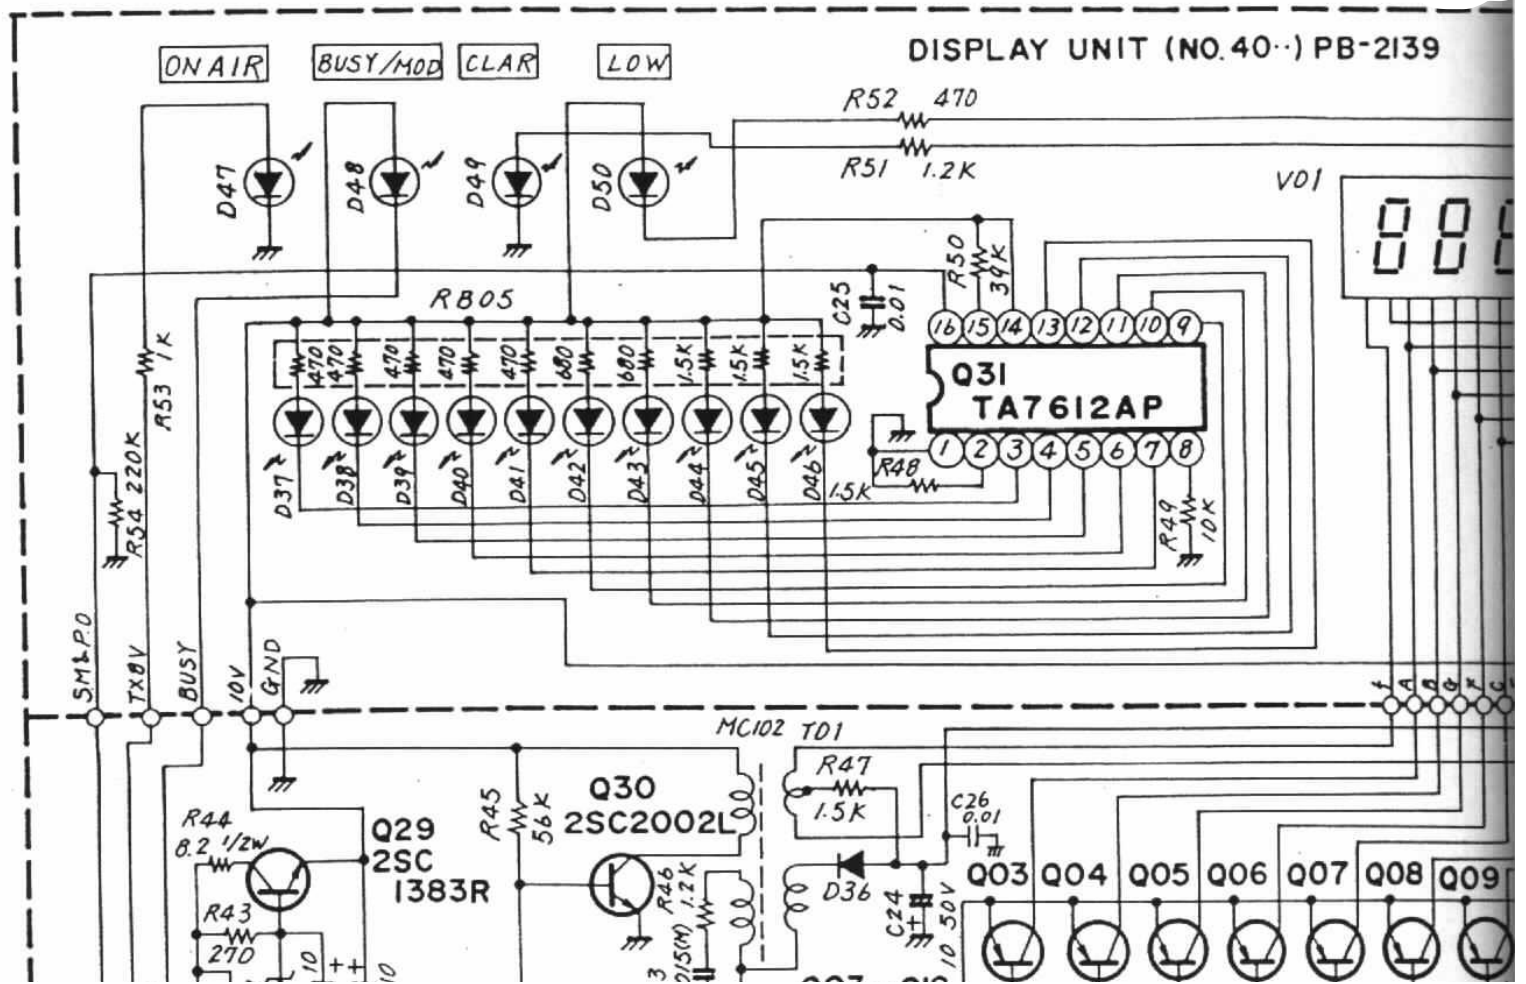 DISPLAY UNIT (NO.40··) PB-2139
ON AIR
BUSY/MOD
CLAR
LOW
R52 470
R51 1.2K
D47
D48
D49
D50
V01
R50
39K
RB05
C25
0.01
R53 1K
470
470
470
470
470
680
680
1.5K
1.5K
1.5K
16 15 14 13 12 11 10 9
Q31
TA7612AP
1 2 3 4 5 6 7 8
R48
1.5K
R49
10K
R54 220K
D37
D38
D39
D40
D41
D42
D43
D44
D45
D46
SM&P.O
TX8V
BUSY
10V
GND
f
A
B
G
C
MC102 T01
R47
1.5K
R45
56K
Q30
2SC2002L
C26
0.01
R44
8.2 1/2W
Q29
2SC
1383R
R46
1.2K
D36
C24
+
10 50V
Q03 Q04 Q05 Q06 Q07 Q08 Q09
R43
270
10
+
+
10
3
015(M)